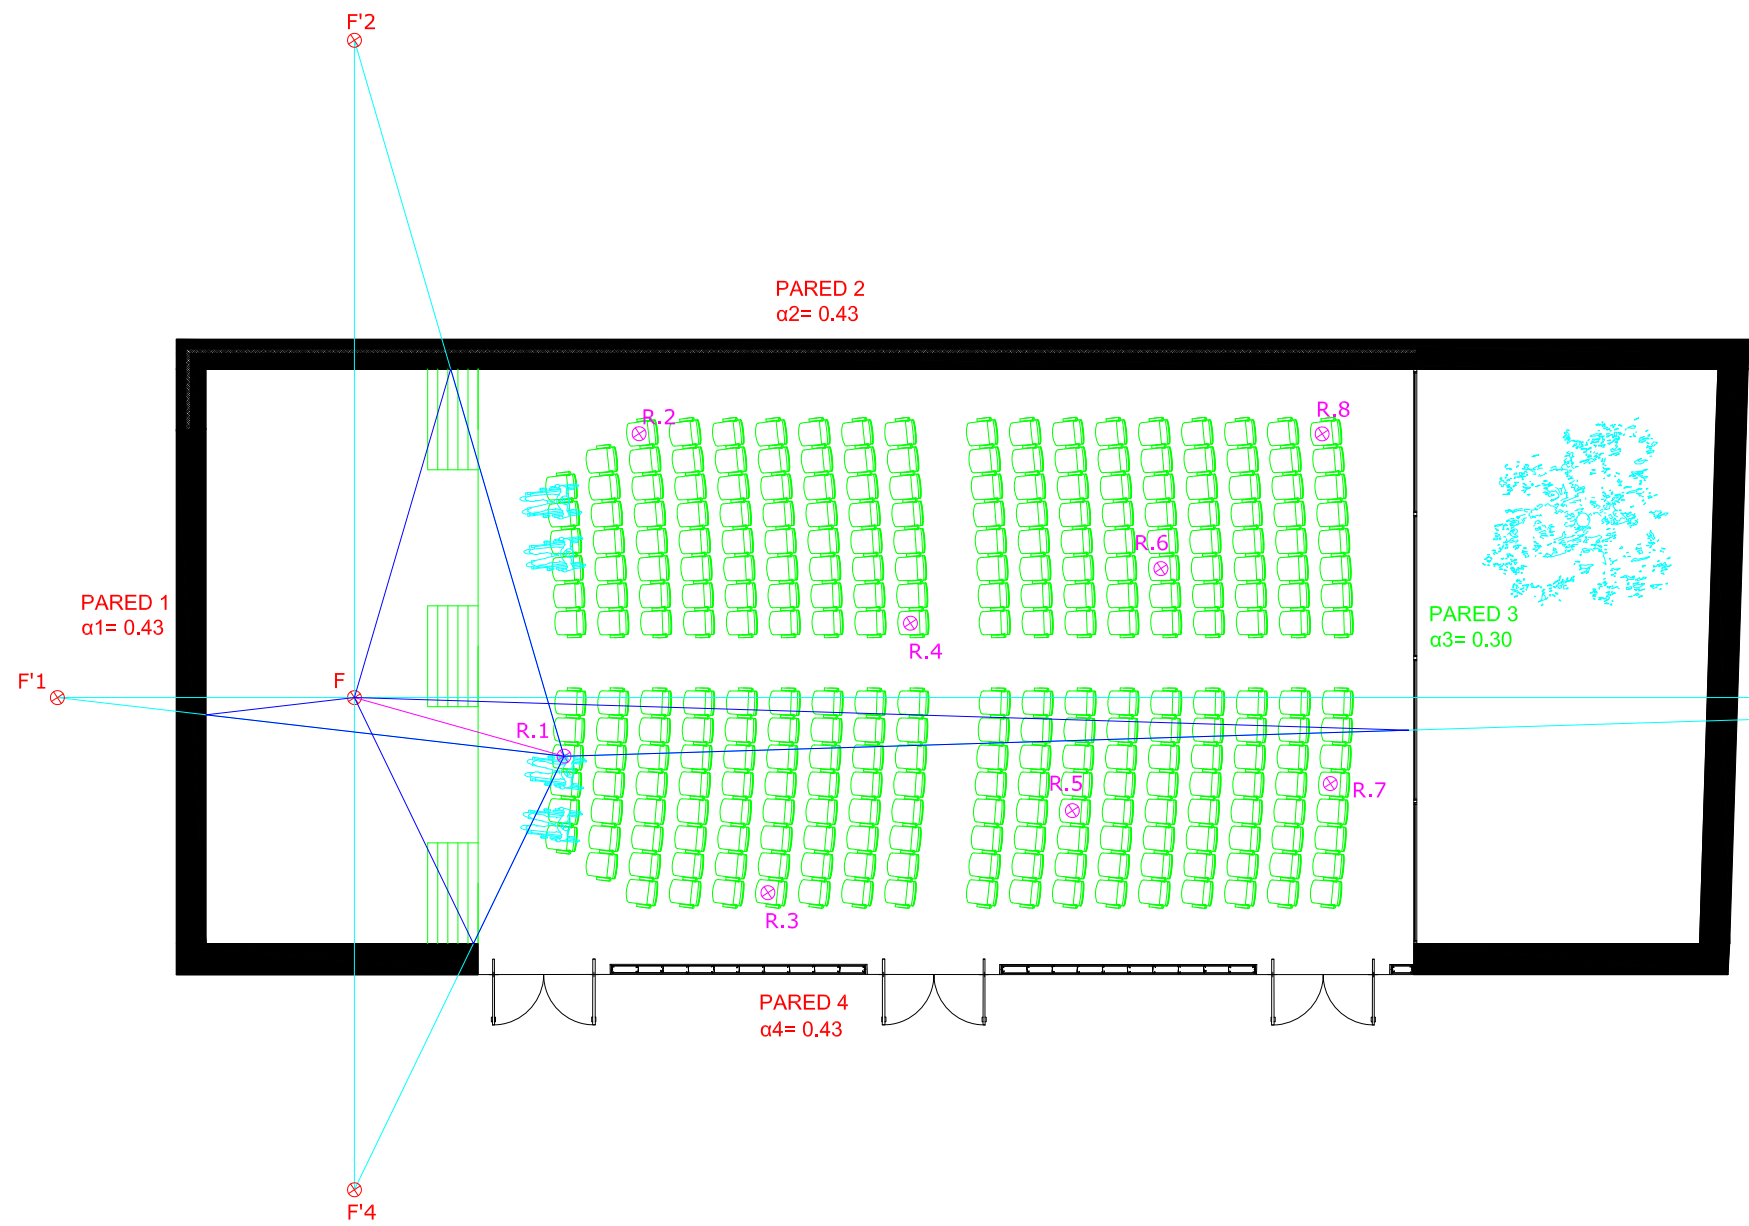 F'2
PARED 2
α2= 0.43
R.2
R.8
R.6
PARED 1
α1= 0.43
PARED 3
α3= 0.30
R.4
F'1
F
R.1
R.5
R.7
R.3
PARED 4
α4= 0.43
F'4